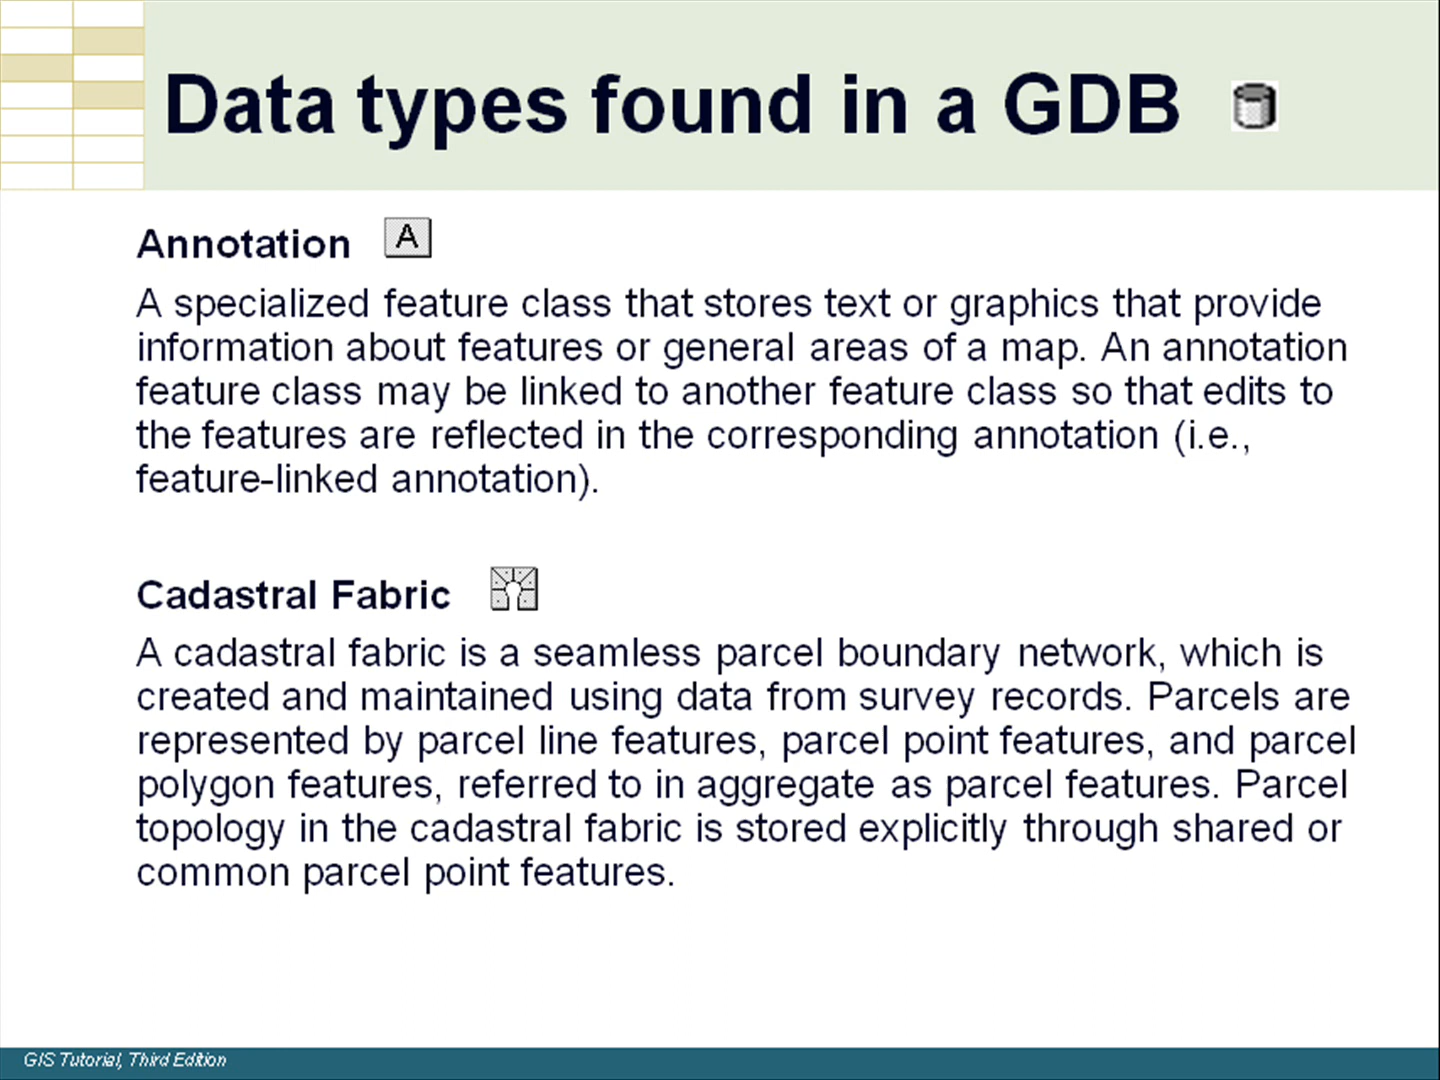 Data types found in a GDB
Annotation A
A specialized feature class that stores text or graphics that provide
information about features or general areas of a map. An annotation
feature class may be linked to another feature class so that edits to
the features are reflected in the corresponding annotation (i.e.,
feature-linked annotation).
Cadastral Fabric
A cadastral fabric is a seamless parcel boundary network, which is
created and maintained using data from survey records. Parcels are
represented by parcel line features, parcel point features, and parcel
polygon features, referred to in aggregate as parcel features. Parcel
topology in the cadastral fabric is stored explicitly through shared or
common parcel point features.
GIS Tutorial, Third Edition